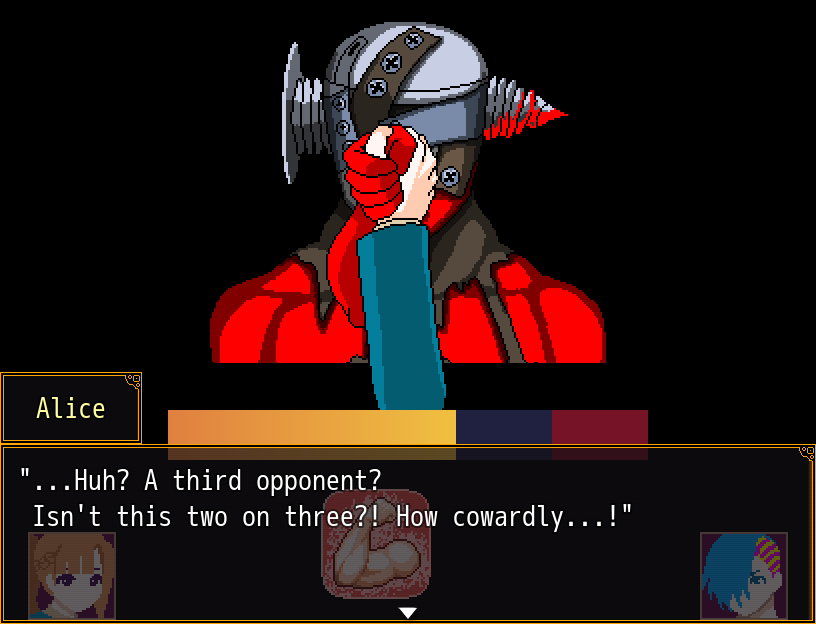 Alice
"...Huh? A third opponent?
Isn't this two on three?! How cowardly...!"